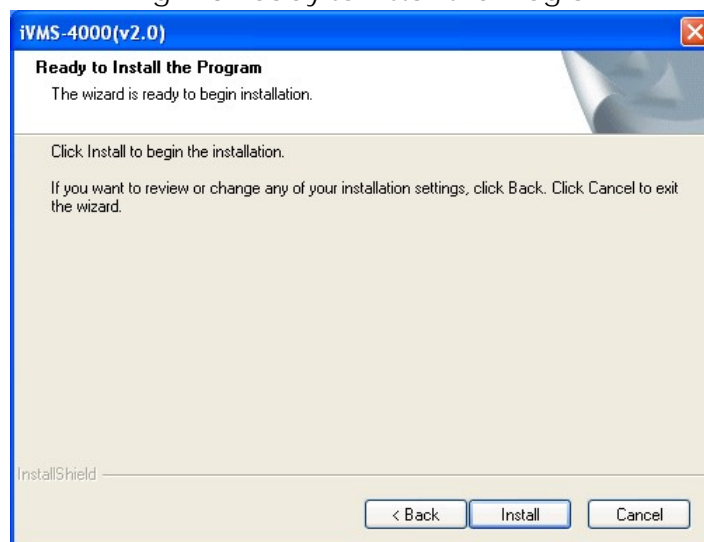 iVMS-4000(v2.0)
Ready to Install the Program
The wizard is ready to begin installation.
Click Install to begin the installation.
If you want to review or change any of your installation settings, click Back. Click Cancel to exit
the wizard.
InstallShield
< Back Install Cancel